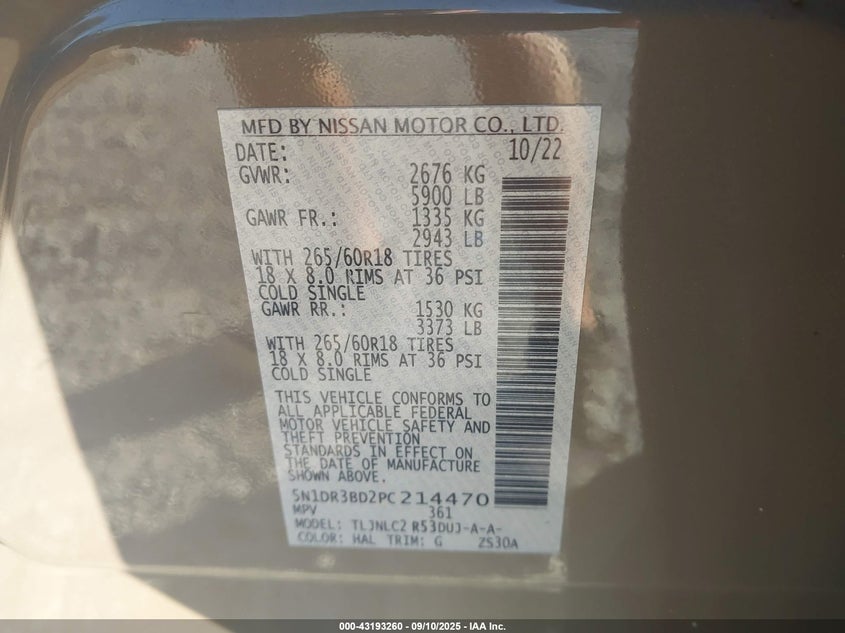 MFD BY NISSAN MOTOR CO., LTD.
DATE: 10/22
GVWR: 2676 KG
5900 LB
GAWR FR.: 1335 KG
2943 LB
WITH 265/60R18 TIRES
18 X 8.0 RIMS AT 36 PSI
COLD SINGLE
GAWR RR.: 1530 KG
3373 LB
WITH 265/60R18 TIRES
18 X 8.0 RIMS AT 36 PSI
COLD SINGLE
THIS VEHICLE CONFORMS TO
ALL APPLICABLE FEDERAL
MOTOR VEHICLE SAFETY AND
THEFT PREVENTION
STANDARDS IN EFFECT ON
THE DATE OF MANUFACTURE
SHOWN ABOVE.
5N1DR3BD2PC214470
MPV 361
MODEL: TLJNLC2 R53DUJ-A-A-
COLOR: HAL TRIM: G ZS30A
000-43193260 - 09/10/2025 - IAA Inc.